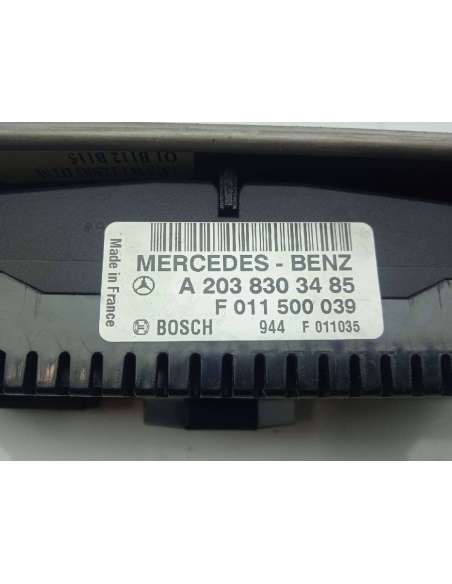 MERCEDES - BENZ
A 203 830 34 85
F 011 500 039
BOSCH 944 F 011035
Made in France